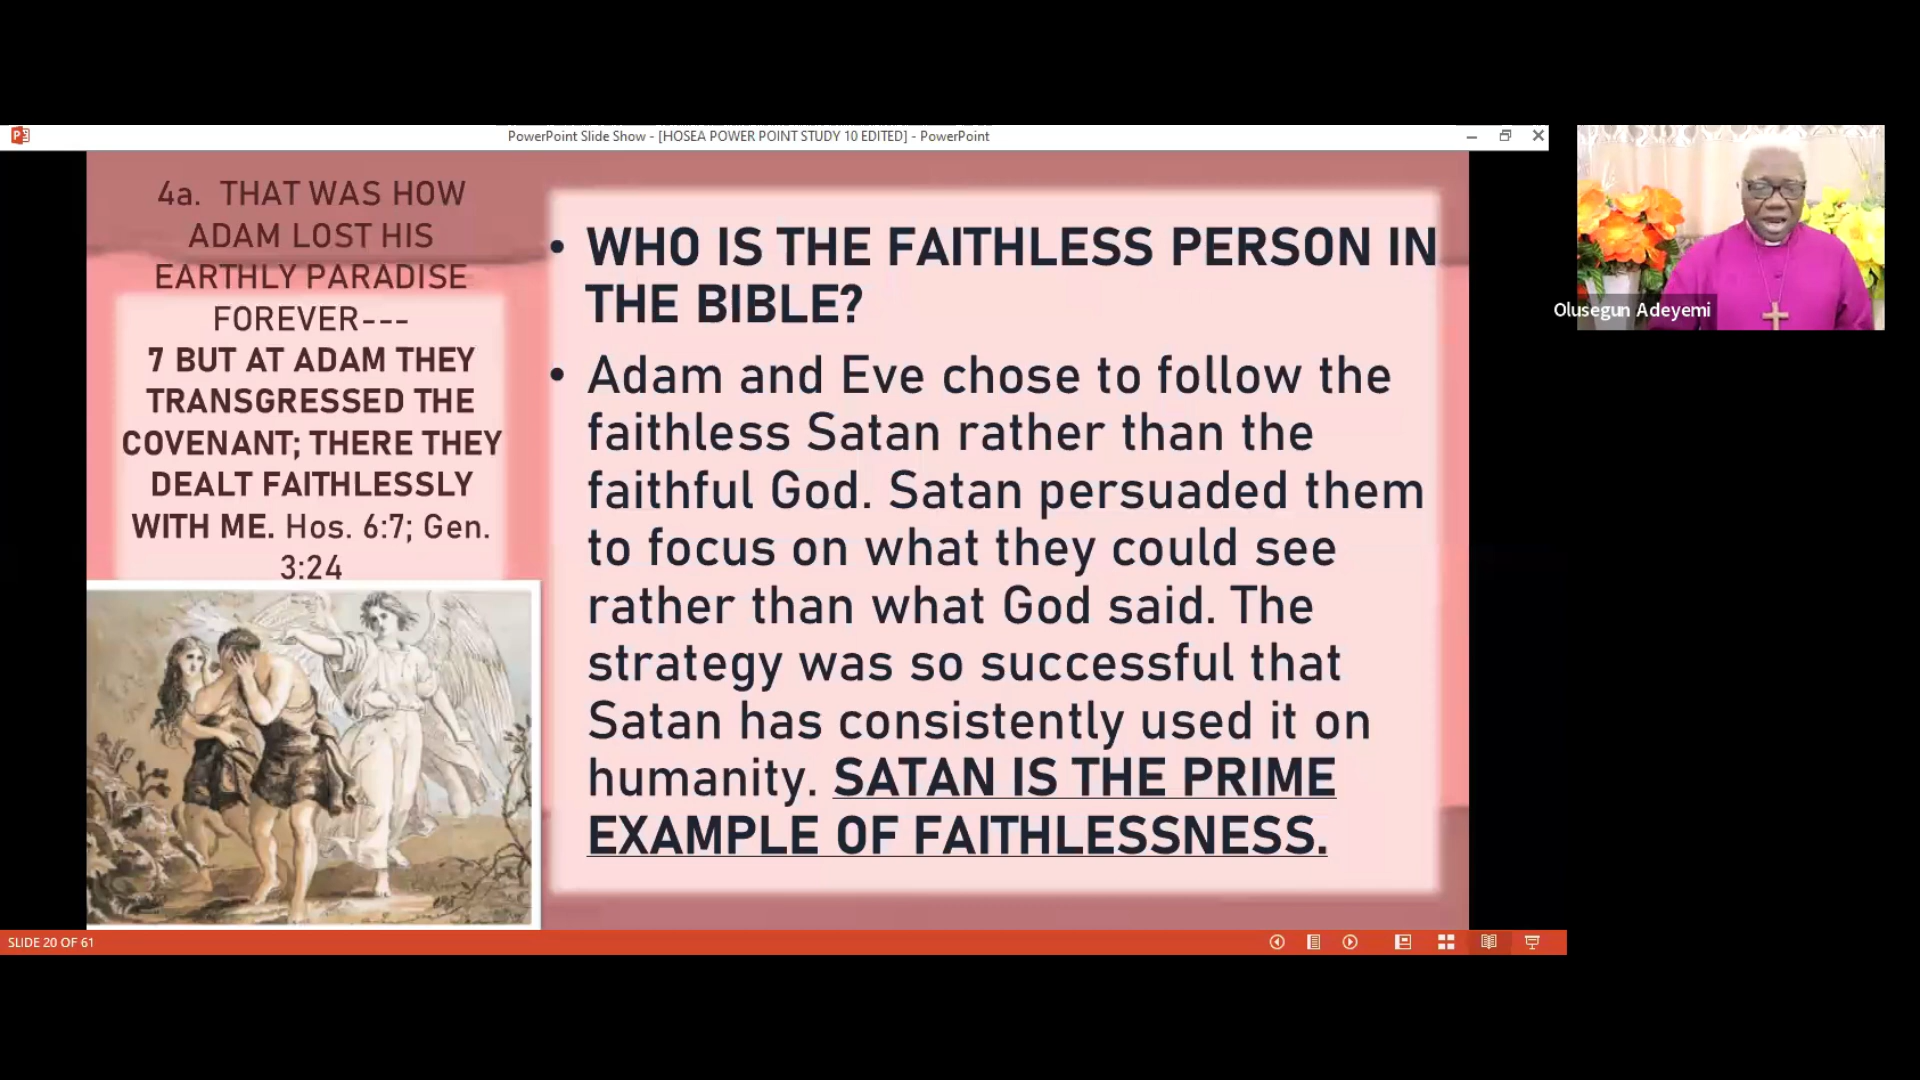 PowerPoint Slide Show - [HOSEA POWER POINT STUDY 10 EDITED] - PowerPoint
4a. THAT WAS HOW
ADAM LOST HIS
EARTHLY PARADISE
FOREVER---
7 BUT AT ADAM THEY
TRANSGRESSED THE
COVENANT; THERE THEY
DEALT FAITHLESSLY
WITH ME. Hos. 6:7; Gen.
3:24
• WHO IS THE FAITHLESS PERSON IN
THE BIBLE?
• Adam and Eve chose to follow the
faithless Satan rather than the
faithful God. Satan persuaded them
to focus on what they could see
rather than what God said. The
strategy was so successful that
Satan has consistently used it on
humanity. SATAN IS THE PRIME
EXAMPLE OF FAITHLESSNESS.
Olusegun Adeyemi
SLIDE 20 OF 61